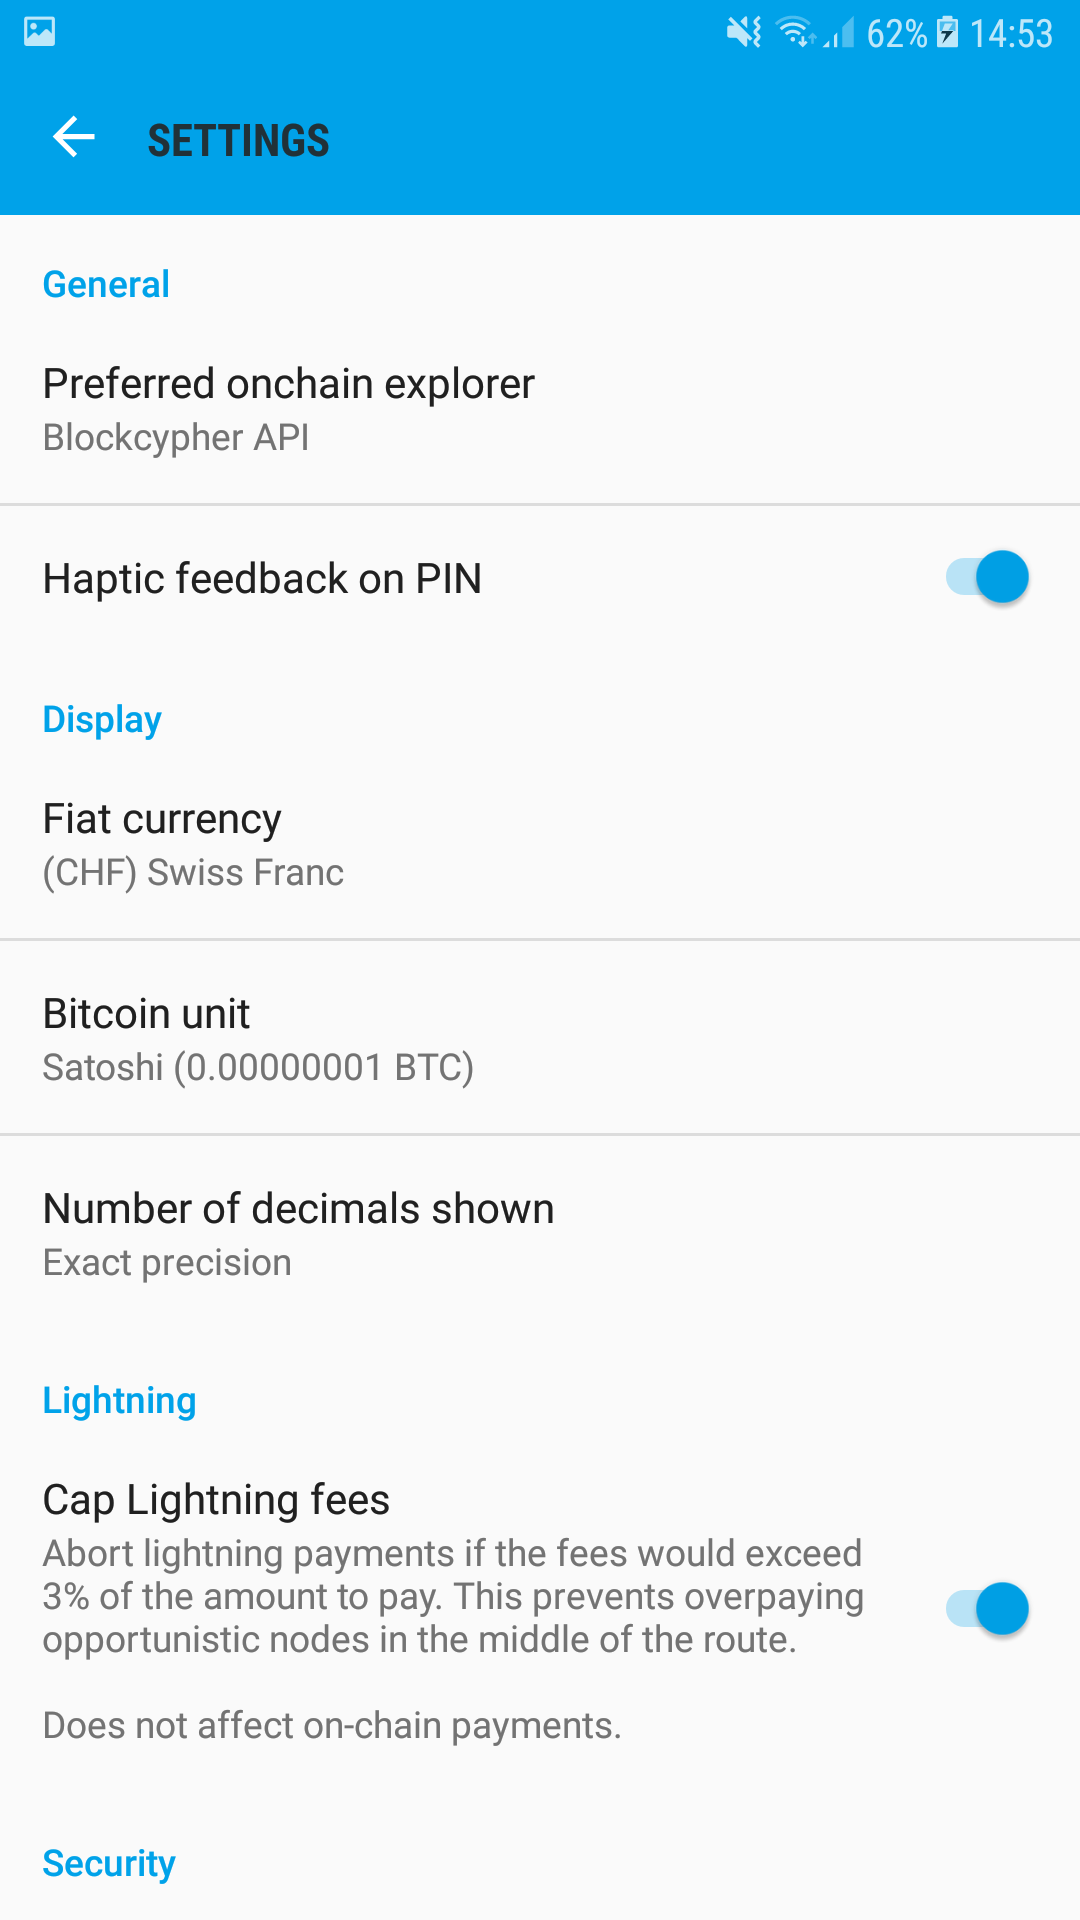 62% 14:53
SETTINGS
General
Preferred onchain explorer
Blockcypher API
Haptic feedback on PIN
Display
Fiat currency
(CHF) Swiss Franc
Bitcoin unit
Satoshi (0.00000001 BTC)
Number of decimals shown
Exact precision
Lightning
Cap Lightning fees
Abort lightning payments if the fees would exceed
3% of the amount to pay. This prevents overpaying
opportunistic nodes in the middle of the route.
Does not affect on-chain payments.
Security